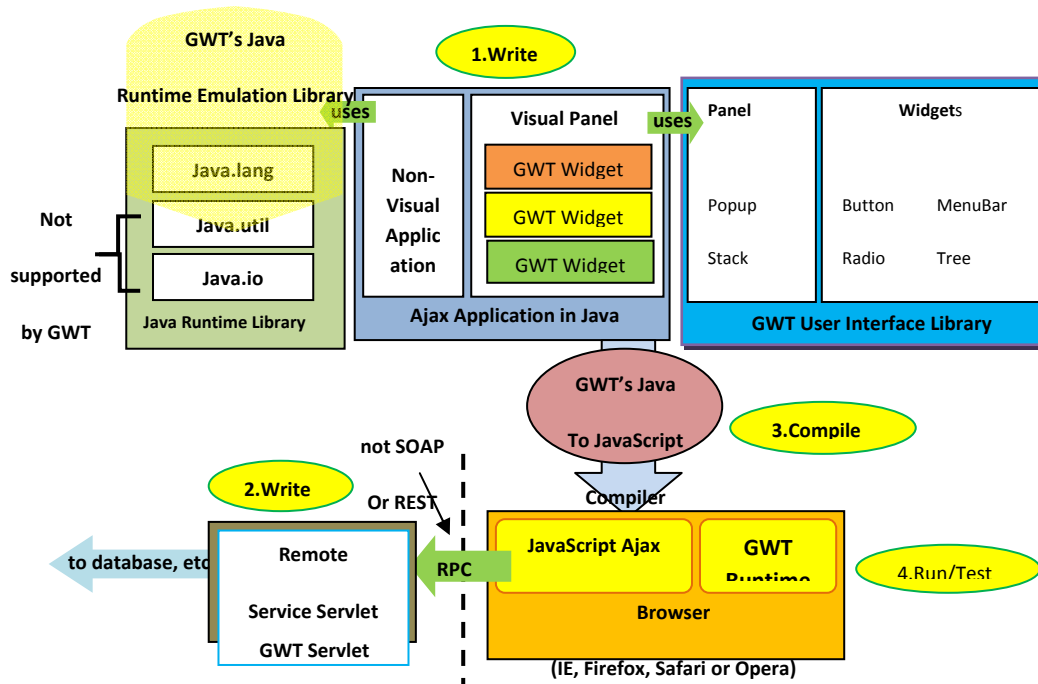 GWT's Java
Runtime Emulation Library
uses
Java.lang
Java.util
Java.io
Java Runtime Library
Not
supported
by GWT
1.Write
Non-
Visual
Applic
ation
Visual Panel
GWT Widget
GWT Widget
GWT Widget
Ajax Application in Java
uses
Panel
Widgets
Popup
Button
MenuBar
Stack
Radio
Tree
GWT User Interface Library
GWT's Java
To JavaScript
Compiler
3.Compile
2.Write
not SOAP
Or REST
to database, etc
Remote
Service Servlet
GWT Servlet
RPC
JavaScript Ajax
GWT
Runtime
Browser
(IE, Firefox, Safari or Opera)
4.Run/Test